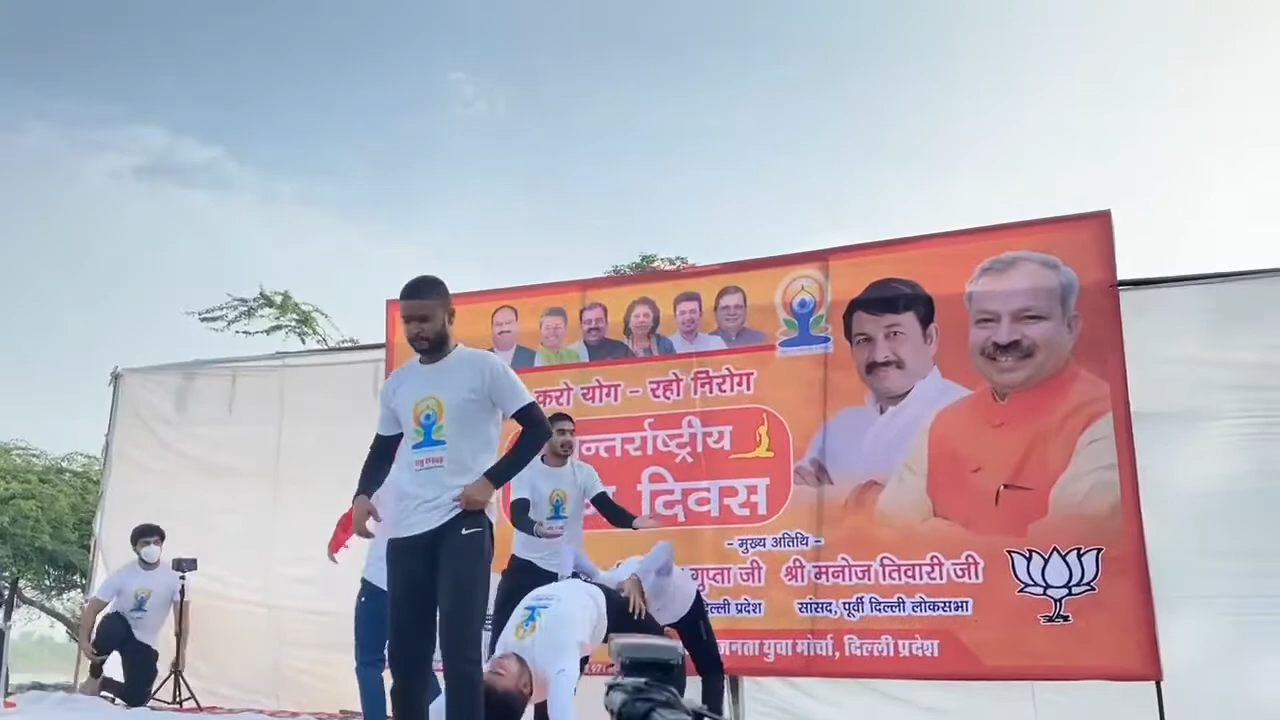 करो योग - रहो निरोग
न्तर्राष्ट्रीय
दिवस
- मुख्य अतिथि -
गुप्ता जी श्री मनोज तिवारी जी
दिल्ली प्रदेश सांसद, पूर्वी दिल्ली लोकसभा
जनता युवा मोर्चा, दिल्ली प्रदेश